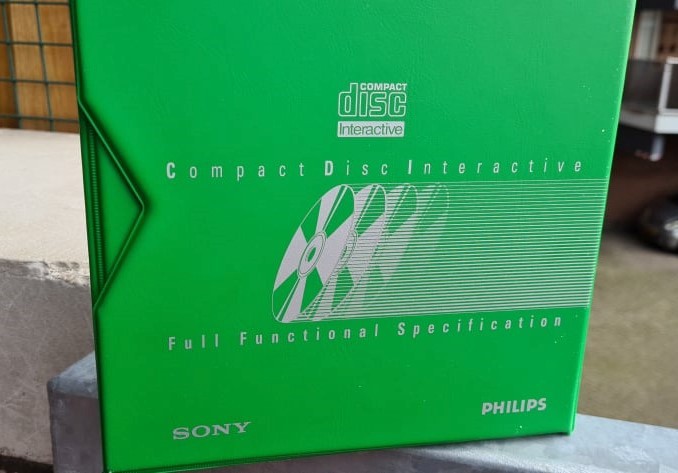 COMPACT
disc
Interactive
Compact Disc Interactive
Full Functional Specification
SONY
PHILIPS